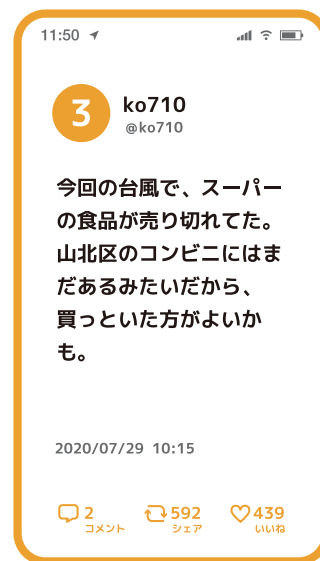 11:50
3
ko710
@ko710
今回の台風で、スーパー
の食品が売り切れてた。
山北区のコンビニにはま
だあるみたいだから、
買っといた方がよいか
も。
2020/07/29 10:15
2 592 439
コメント シェア いいね